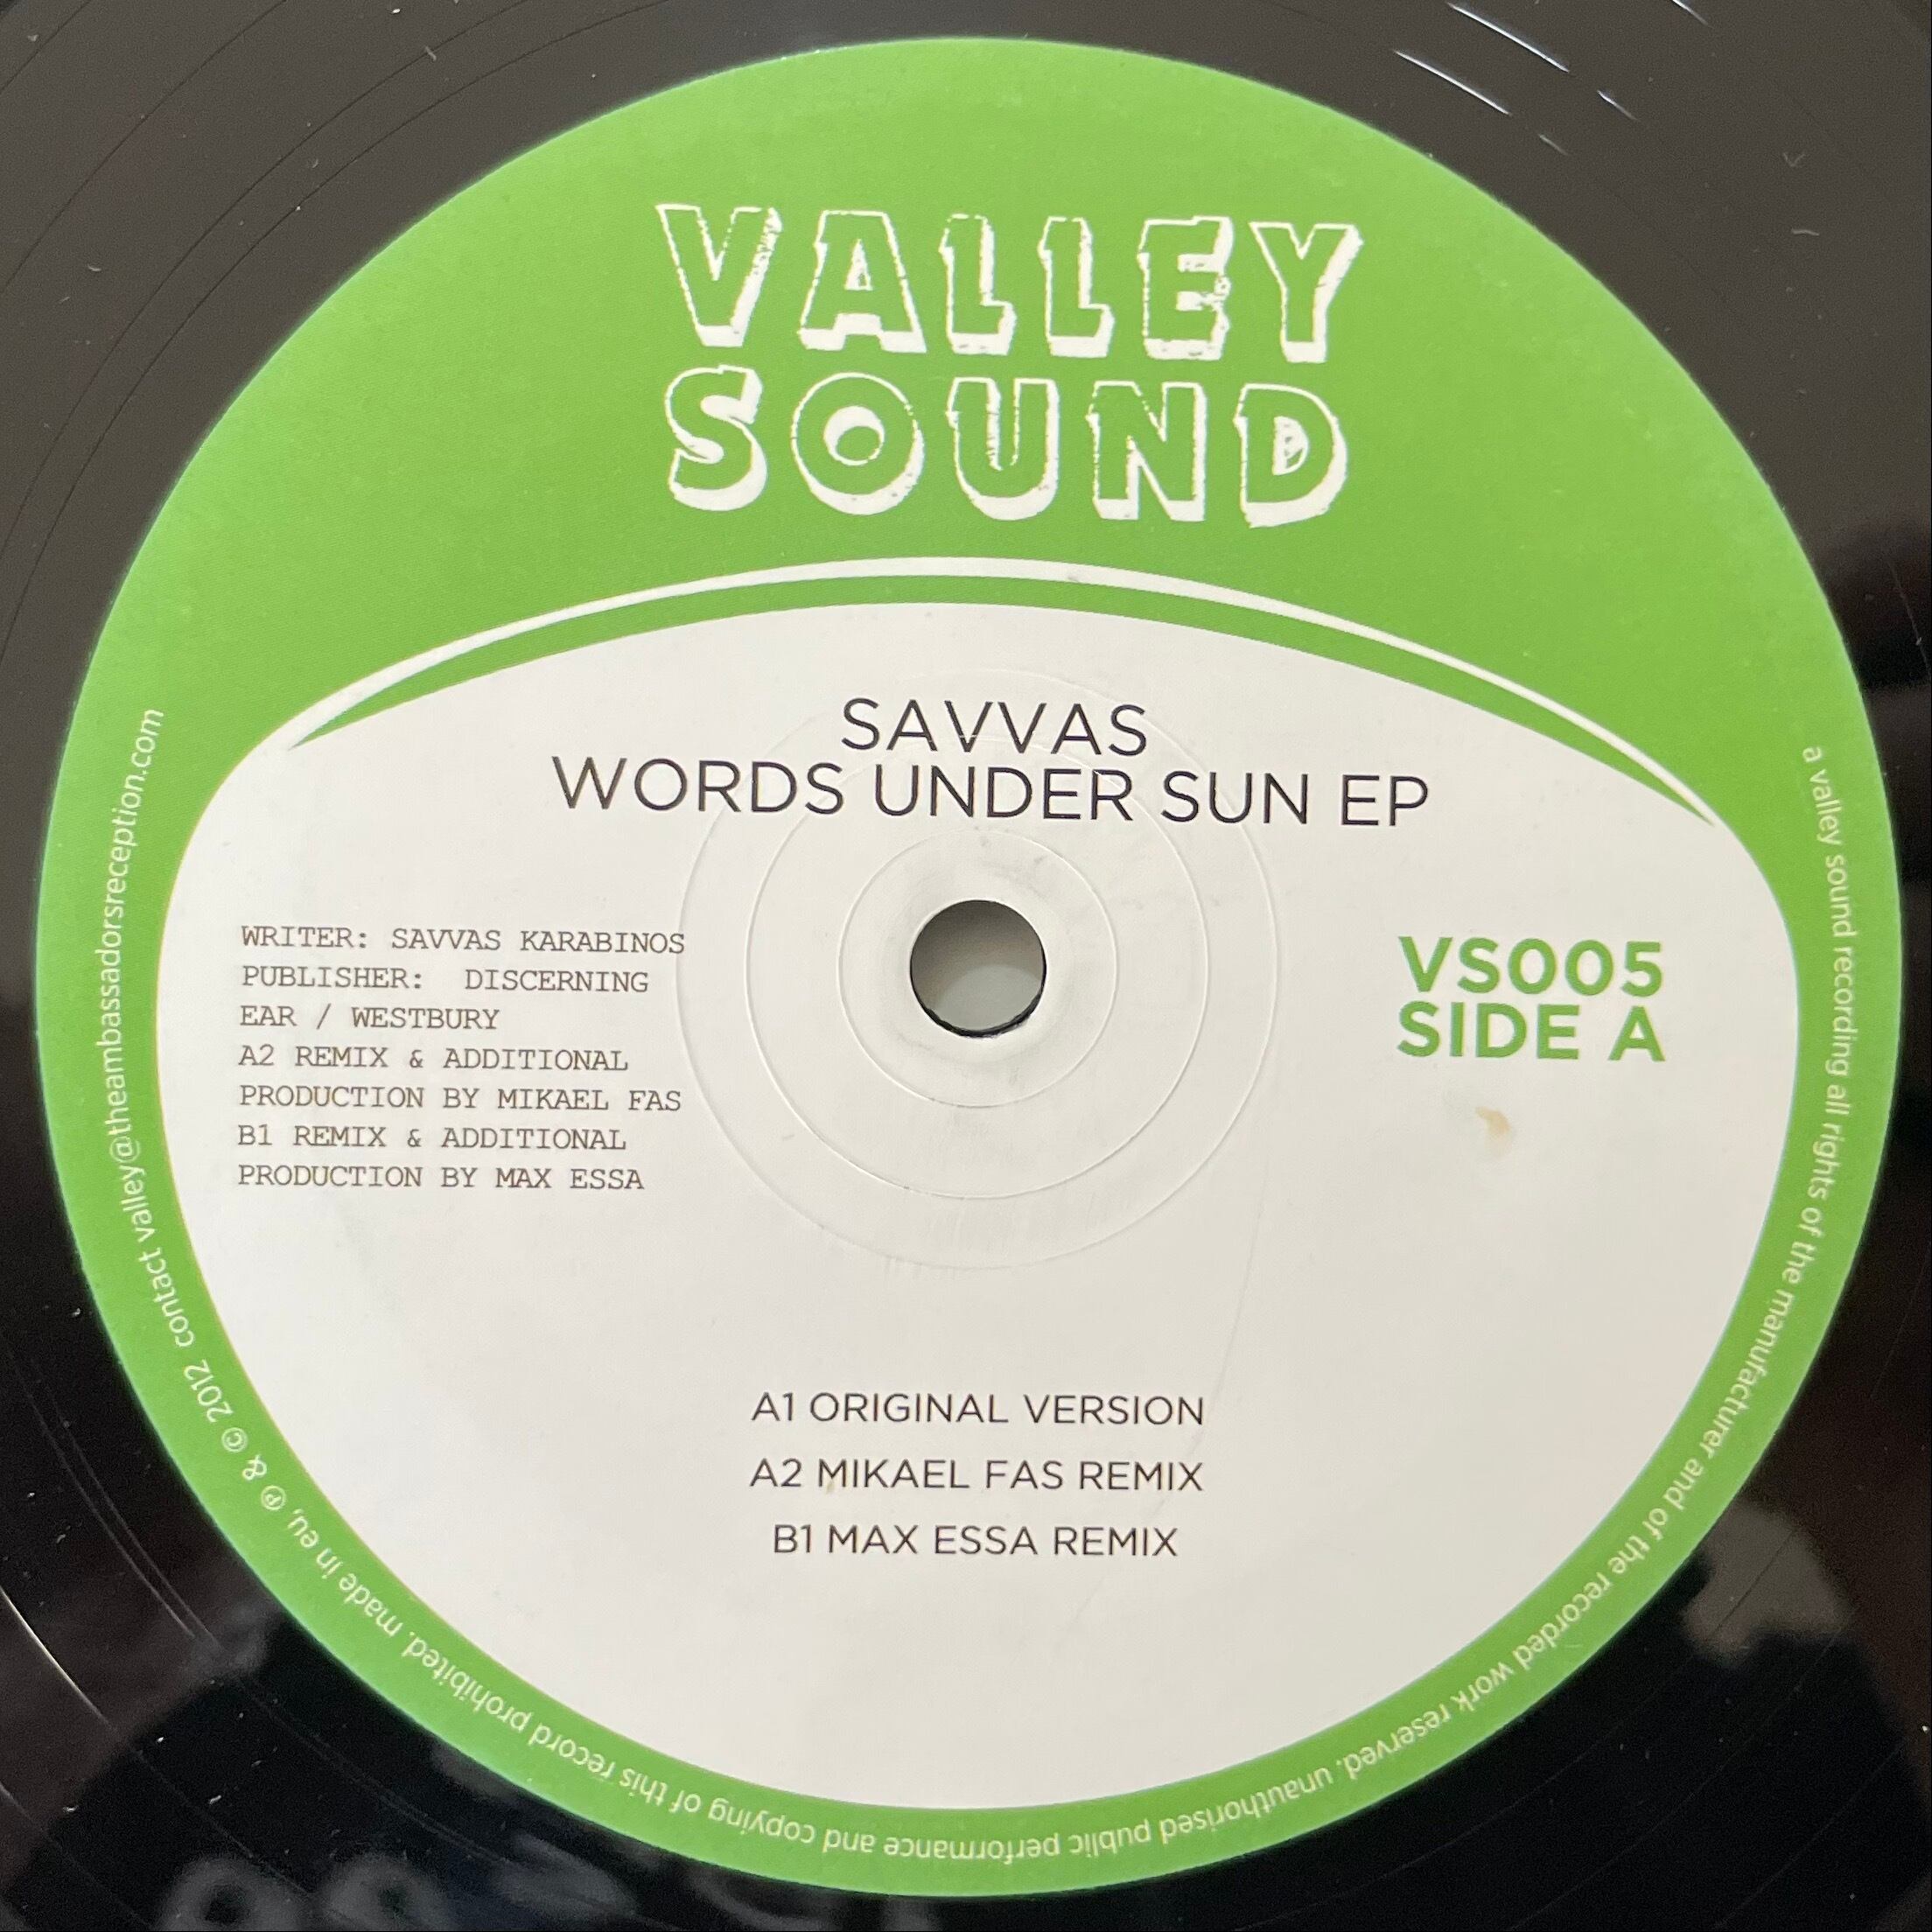 VALLEY
SOUND
SAVVAS
WORDS UNDER SUN EP
WRITER: SAVVAS KARABINOS
PUBLISHER: DISCERNING
EAR / WESTBURY
A2 REMIX & ADDITIONAL
PRODUCTION BY MIKAEL FAS
B1 REMIX & ADDITIONAL
PRODUCTION BY MAX ESSA
VS005
SIDE A
A1 ORIGINAL VERSION
A2 MIKAEL FAS REMIX
B1 MAX ESSA REMIX
a valley sound recording all rights of the manufacturer and of the recorded work reserved. unauthorised public performance and copying of this record prohibited. made in eu, ℗ & © 2012 contact valley@theambassadorsreception.com